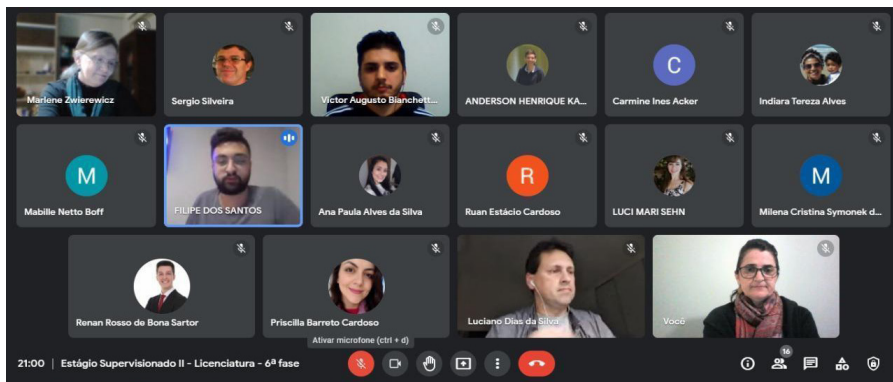 Marlene Zwierewicz
Sergio Silveira
Victor Augusto Bianchett...
ANDERSON HENRIQUE KA...
Carmine Ines Acker
Indiara Tereza Alves
M
Mabille Netto Boff
FILIPE DOS SANTOS
Ana Paula Alves da Silva
R
Ruan Estácio Cardoso
LUCI MARI SEHN
M
Milena Cristina Symonek d...
C
Renan Rosso de Bona Sartor
Priscilla Barreto Cardoso
Luciano Dias da Silva
Você
Ativar microfone (ctrl + d)
21:00 | Estágio Supervisionado II - Licenciatura - 6ª fase
16